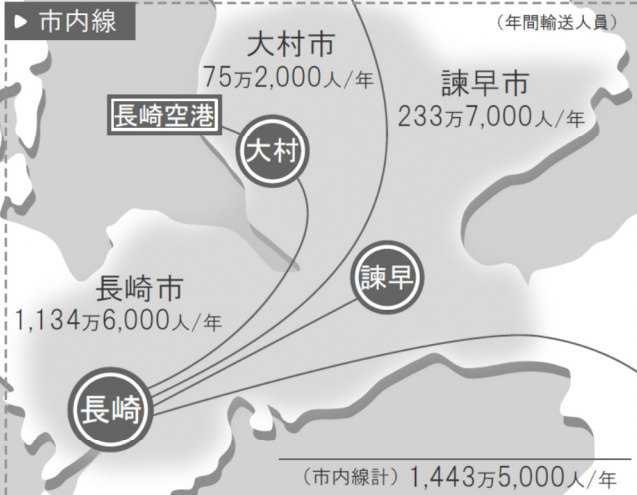 ▶ 市内線
（年間輸送人員）
大村市
75万2,000人/年
諫早市
233万7,000人/年
長崎空港
大村
諫早
長崎市
1,134万6,000人/年
長崎
（市内線計）1,443万5,000人/年